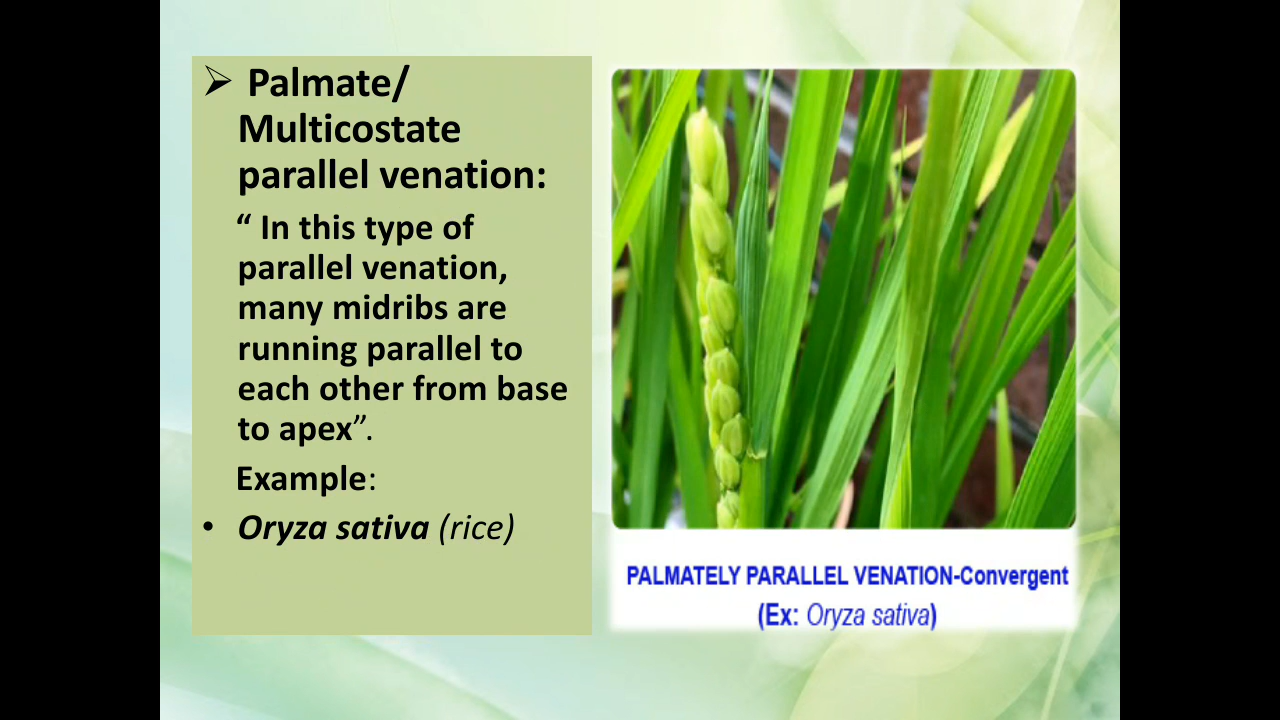 ➢ Palmate/
Multicostate
parallel venation:
“ In this type of
parallel venation,
many midribs are
running parallel to
each other from base
to apex”.
Example:
• Oryza sativa (rice)
PALMATELY PARALLEL VENATION-Convergent
(Ex: Oryza sativa)